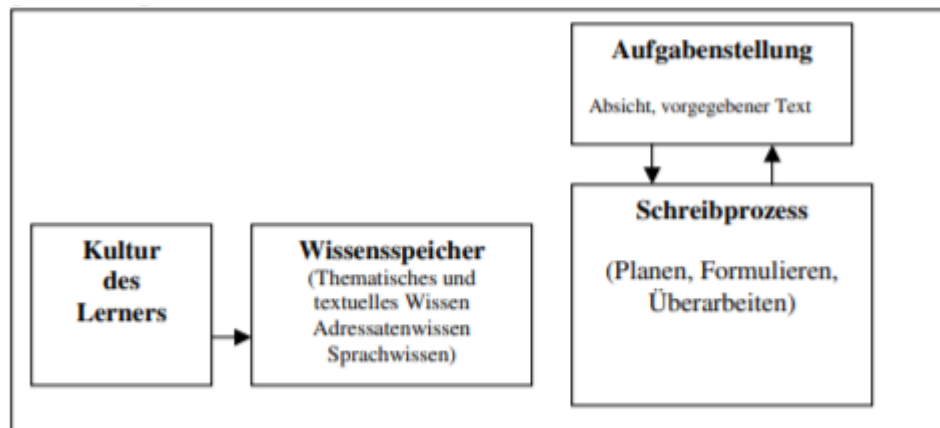 Aufgabenstellung
Absicht, vorgegebener Text
Schreibprozess
(Planen, Formulieren,
Überarbeiten)
Kultur
des
Lerners
Wissensspeicher
(Thematisches und
textuelles Wissen
Adressatenwissen
Sprachwissen)